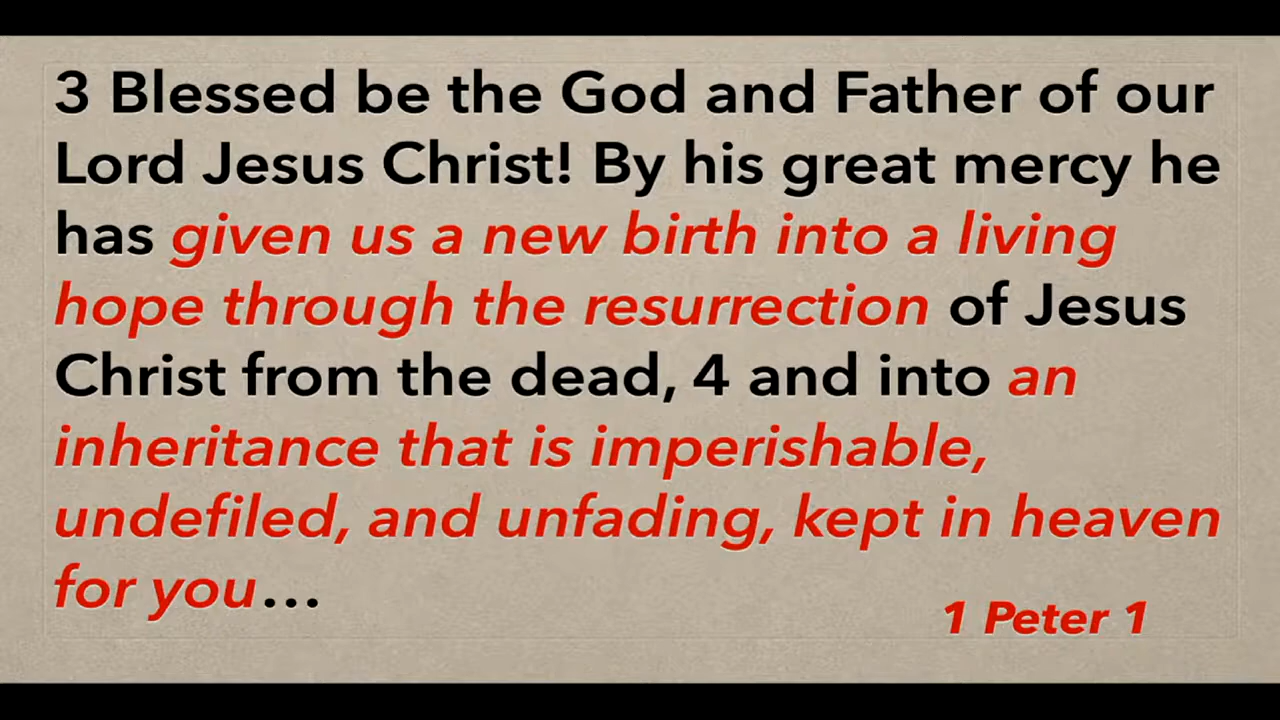 3 Blessed be the God and Father of our
Lord Jesus Christ! By his great mercy he
has given us a new birth into a living
hope through the resurrection of Jesus
Christ from the dead, 4 and into an
inheritance that is imperishable,
undefiled, and unfading, kept in heaven
for you…
1 Peter 1